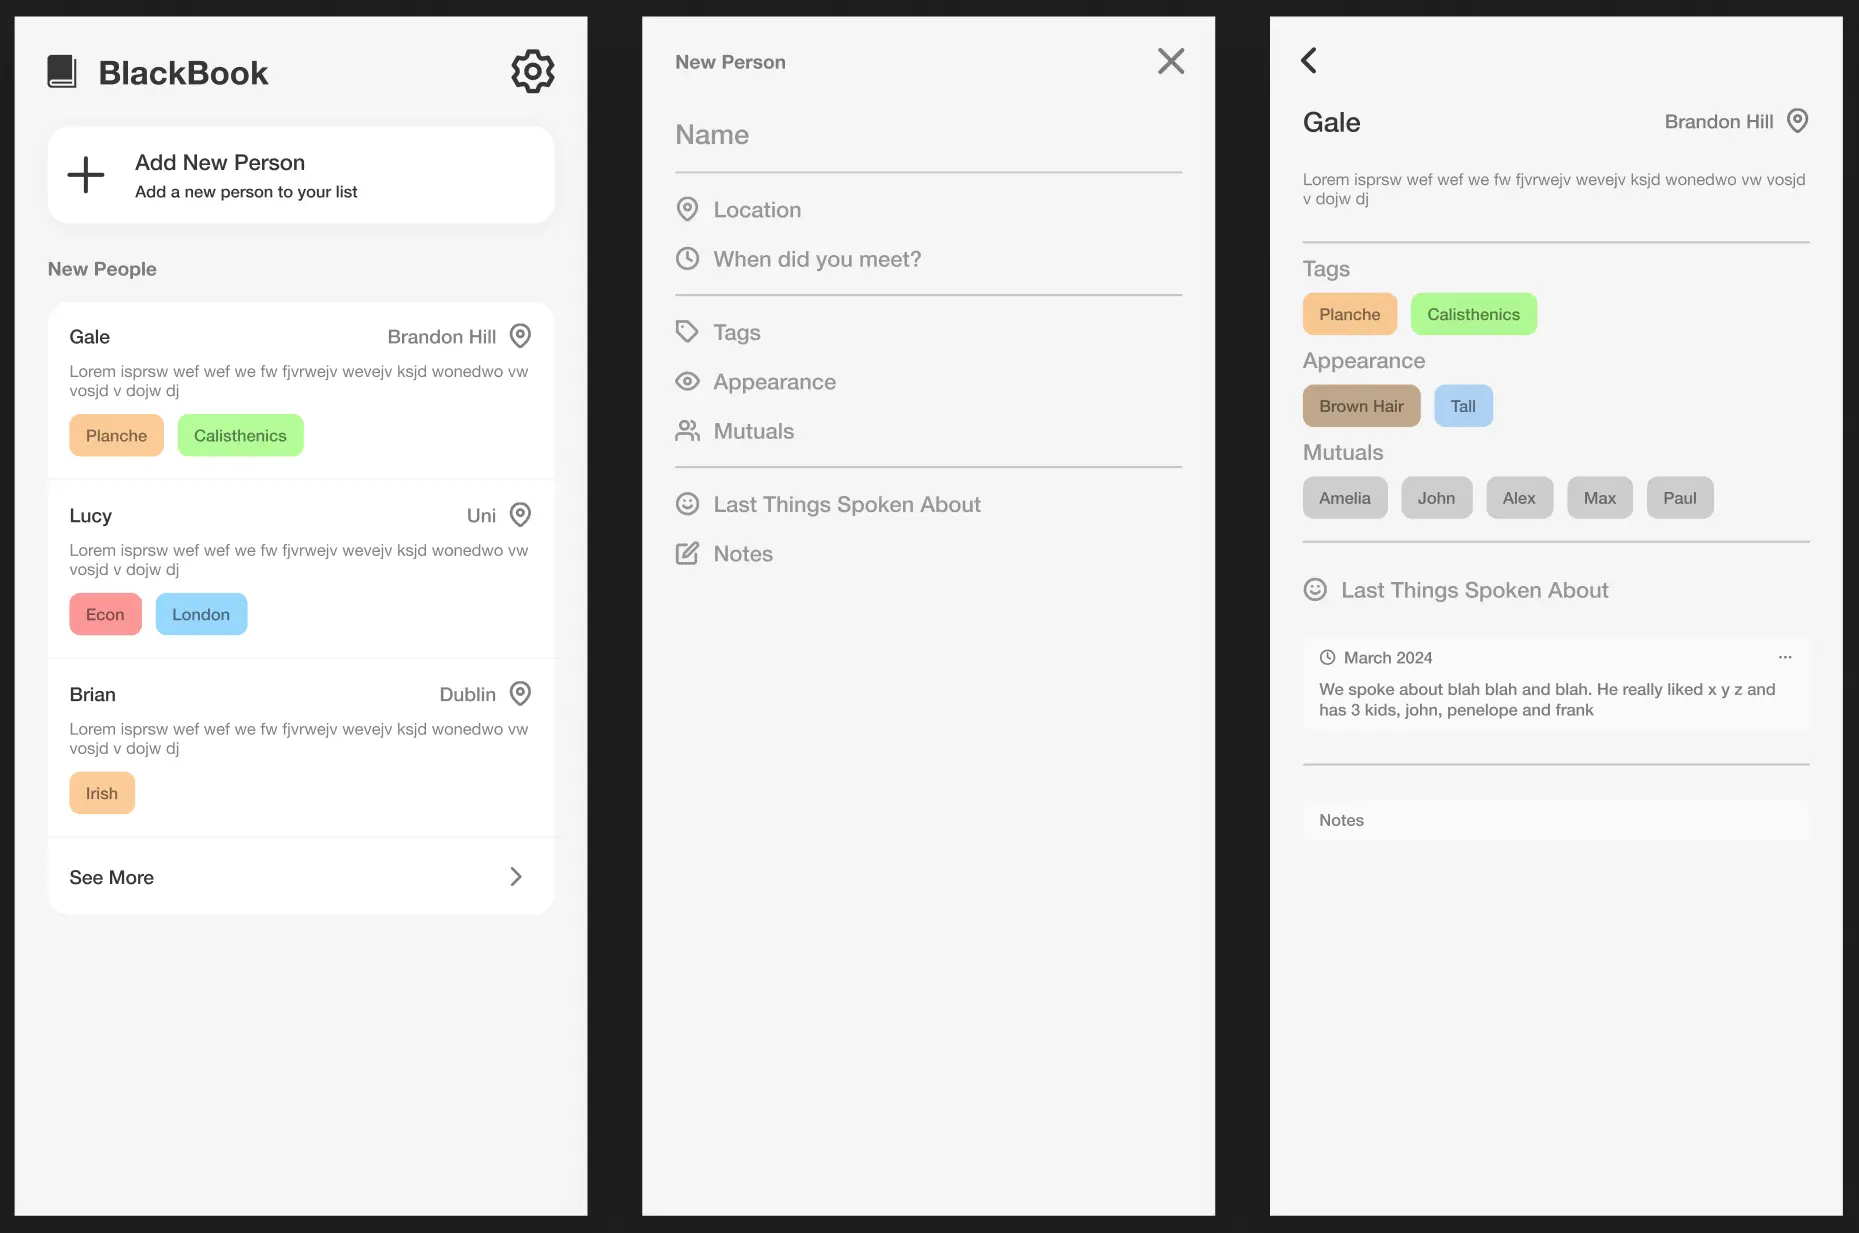 BlackBook
Add New Person
Add a new person to your list
New People
Gale
Brandon Hill
Lorem isprsw wef wef we fw fjvrwejv wevejv ksjd wonedwo vw
vosjd v dojw dj
Planche
Calisthenics
Lucy
Uni
Lorem isprsw wef wef we fw fjvrwejv wevejv ksjd wonedwo vw
vosjd v dojw dj
Econ
London
Brian
Dublin
Lorem isprsw wef wef we fw fjvrwejv wevejv ksjd wonedwo vw
vosjd v dojw dj
Irish
See More
New Person
Name
Location
When did you meet?
Tags
Appearance
Mutuals
Last Things Spoken About
Notes
Gale
Brandon Hill
Lorem isprsw wef wef we fw fjvrwejv wevejv ksjd wonedwo vw vosjd
v dojw dj
Tags
Planche
Calisthenics
Appearance
Brown Hair
Tall
Mutuals
Amelia
John
Alex
Max
Paul
Last Things Spoken About
March 2024
We spoke about blah blah and blah. He really liked x y z and
has 3 kids, john, penelope and frank
Notes